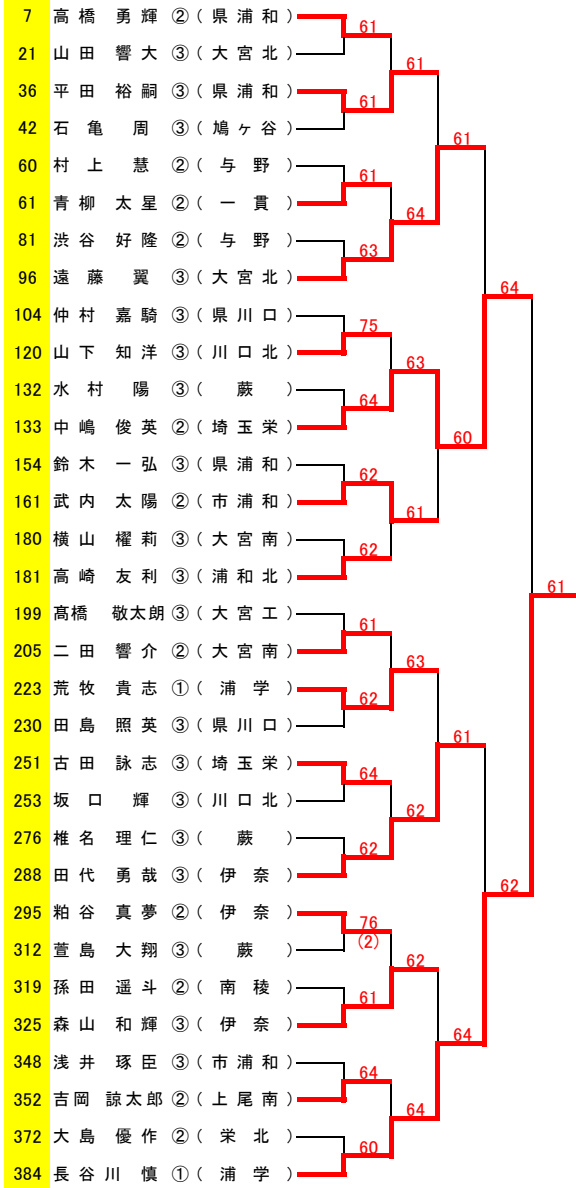 7 高橋 勇輝 ②(県浦和)
61
21 山田 響大 ③(大宮北)
61
36 平田 裕嗣 ③(県浦和)
61
42 石亀 周 ③(鳩ヶ谷)
61
60 村上 慧 ②(与野)
61
61 青柳 太星 ②(一貫)
64
81 渋谷 好隆 ②(与野)
63
96 遠藤 翼 ③(大宮北)
64
104 仲村 嘉騎 ③(県川口)
75
120 山下 知洋 ③(川口北)
63
132 水村 陽 ③(蕨)
64
133 中嶋 俊英 ②(埼玉栄)
60
154 鈴木 一弘 ③(県浦和)
62
161 武内 太陽 ②(市浦和)
61
180 横山 櫂莉 ③(大宮南)
62
181 高崎 友利 ③(浦和北)
61
199 髙橋 敬太朗 ③(大宮工)
61
205 二田 響介 ②(大宮南)
63
223 荒牧 貴志 ①(浦学)
62
230 田島 照英 ③(県川口)
61
251 古田 詠志 ③(埼玉栄)
64
253 坂口 輝 ③(川口北)
62
276 椎名 理仁 ③(蕨)
62
288 田代 勇哉 ③(伊奈)
62
295 粕谷 真夢 ②(伊奈)
76
(2)
312 萱島 大翔 ③(蕨)
62
319 孫田 遥斗 ②(南稜)
61
325 森山 和輝 ③(伊奈)
64
348 浅井 琢臣 ③(市浦和)
64
352 吉岡 諒太郎 ②(上尾南)
64
372 大島 優作 ②(栄北)
60
384 長谷川 慎 ①(浦学)